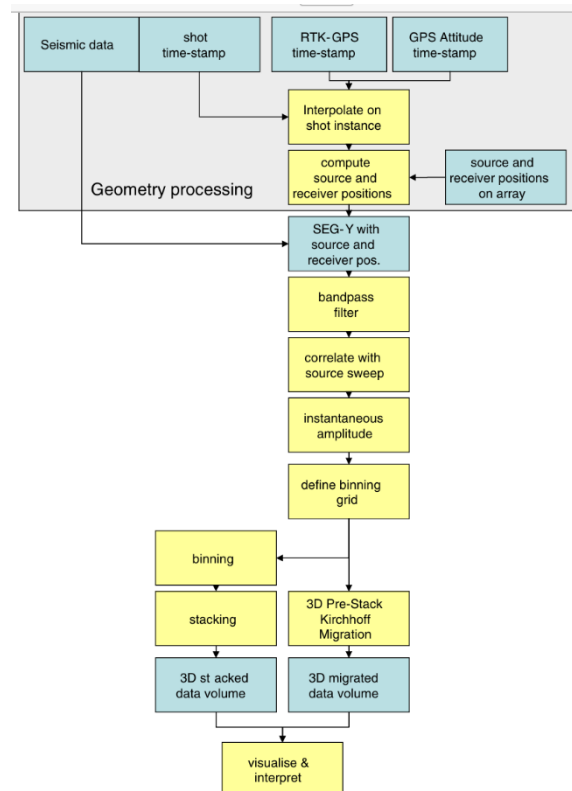 Seismic data
shot
time-stamp
RTK-GPS
time-stamp
GPS Attitude
time-stamp
Interpolate on
shot instance
compute
source and
receiver positions
source and
receiver positions
on array
Geometry processing
SEG-Y with
source and
receiver pos.
bandpass
filter
correlate with
source sweep
instantaneous
amplitude
define binning
grid
binning
stacking
3D Pre-Stack
Kirchhoff
Migration
3D st acked
data volume
3D migrated
data volume
visualise &
interpret